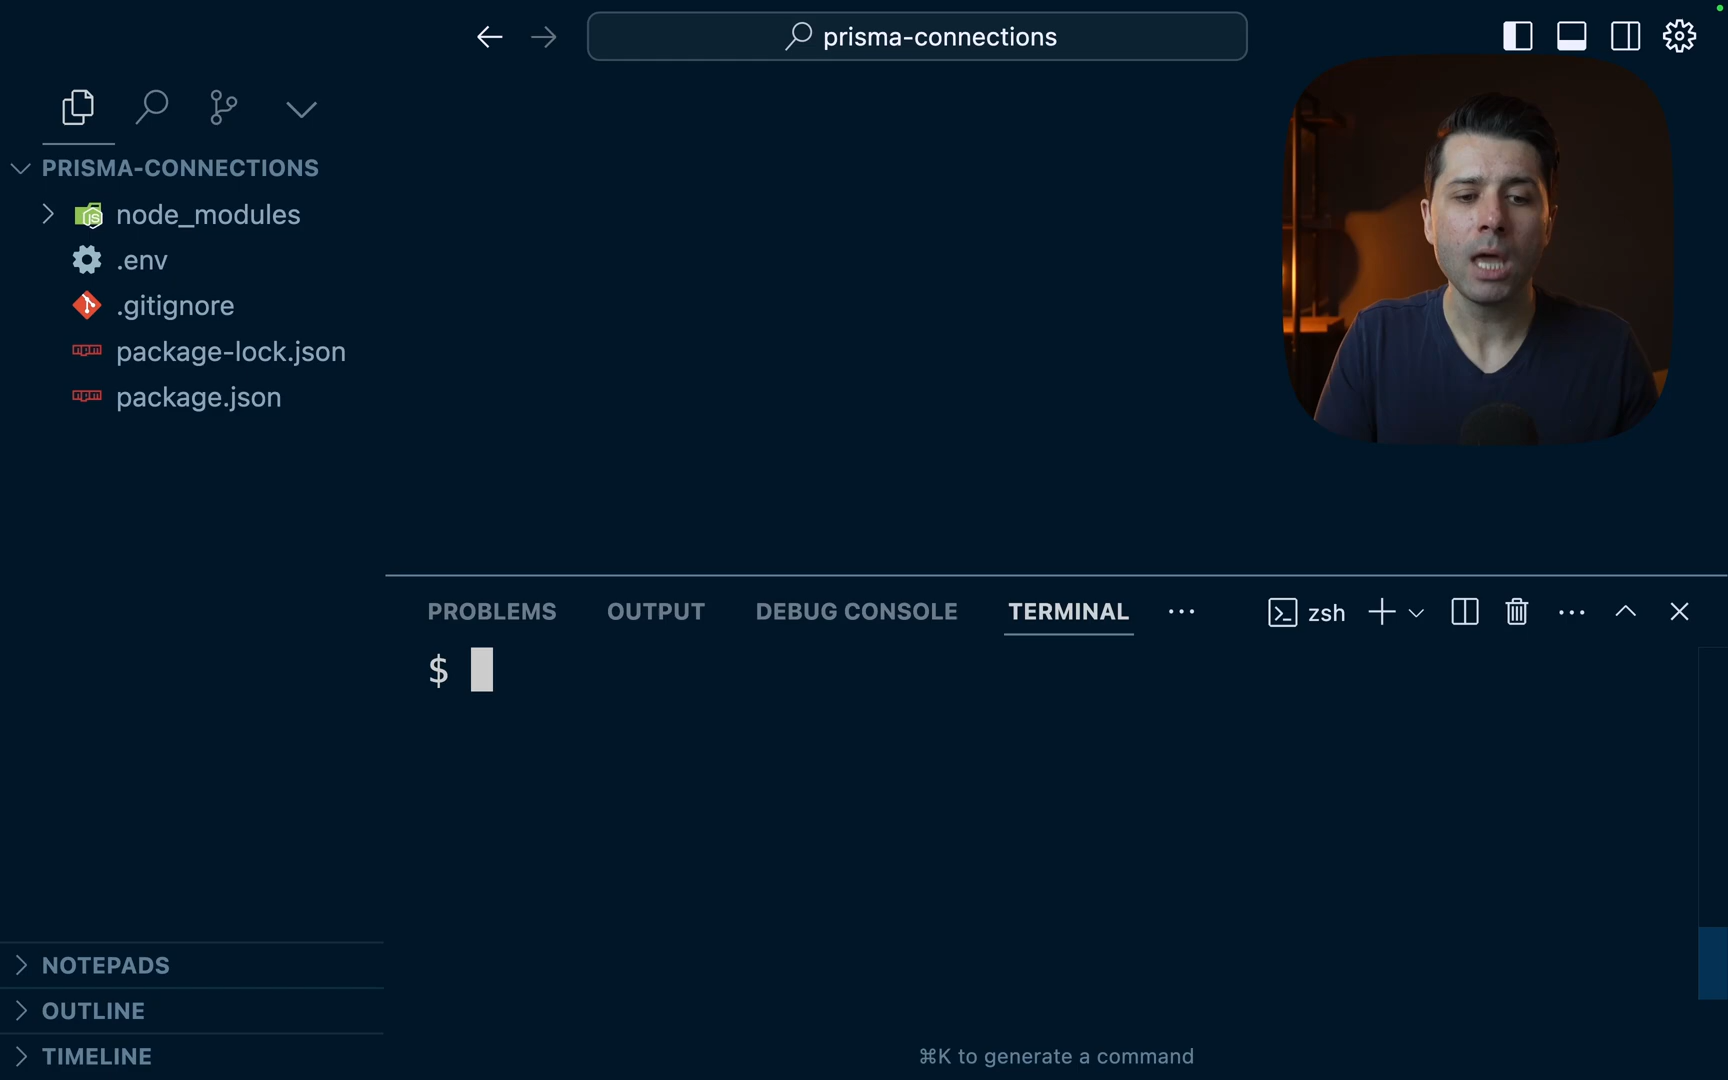 prisma-connections
PRISMA-CONNECTIONS
node_modules
.env
.gitignore
package-lock.json
package.json
PROBLEMS OUTPUT DEBUG CONSOLE TERMINAL ··· zsh
$
NOTEPADS
OUTLINE
TIMELINE
⌘K to generate a command